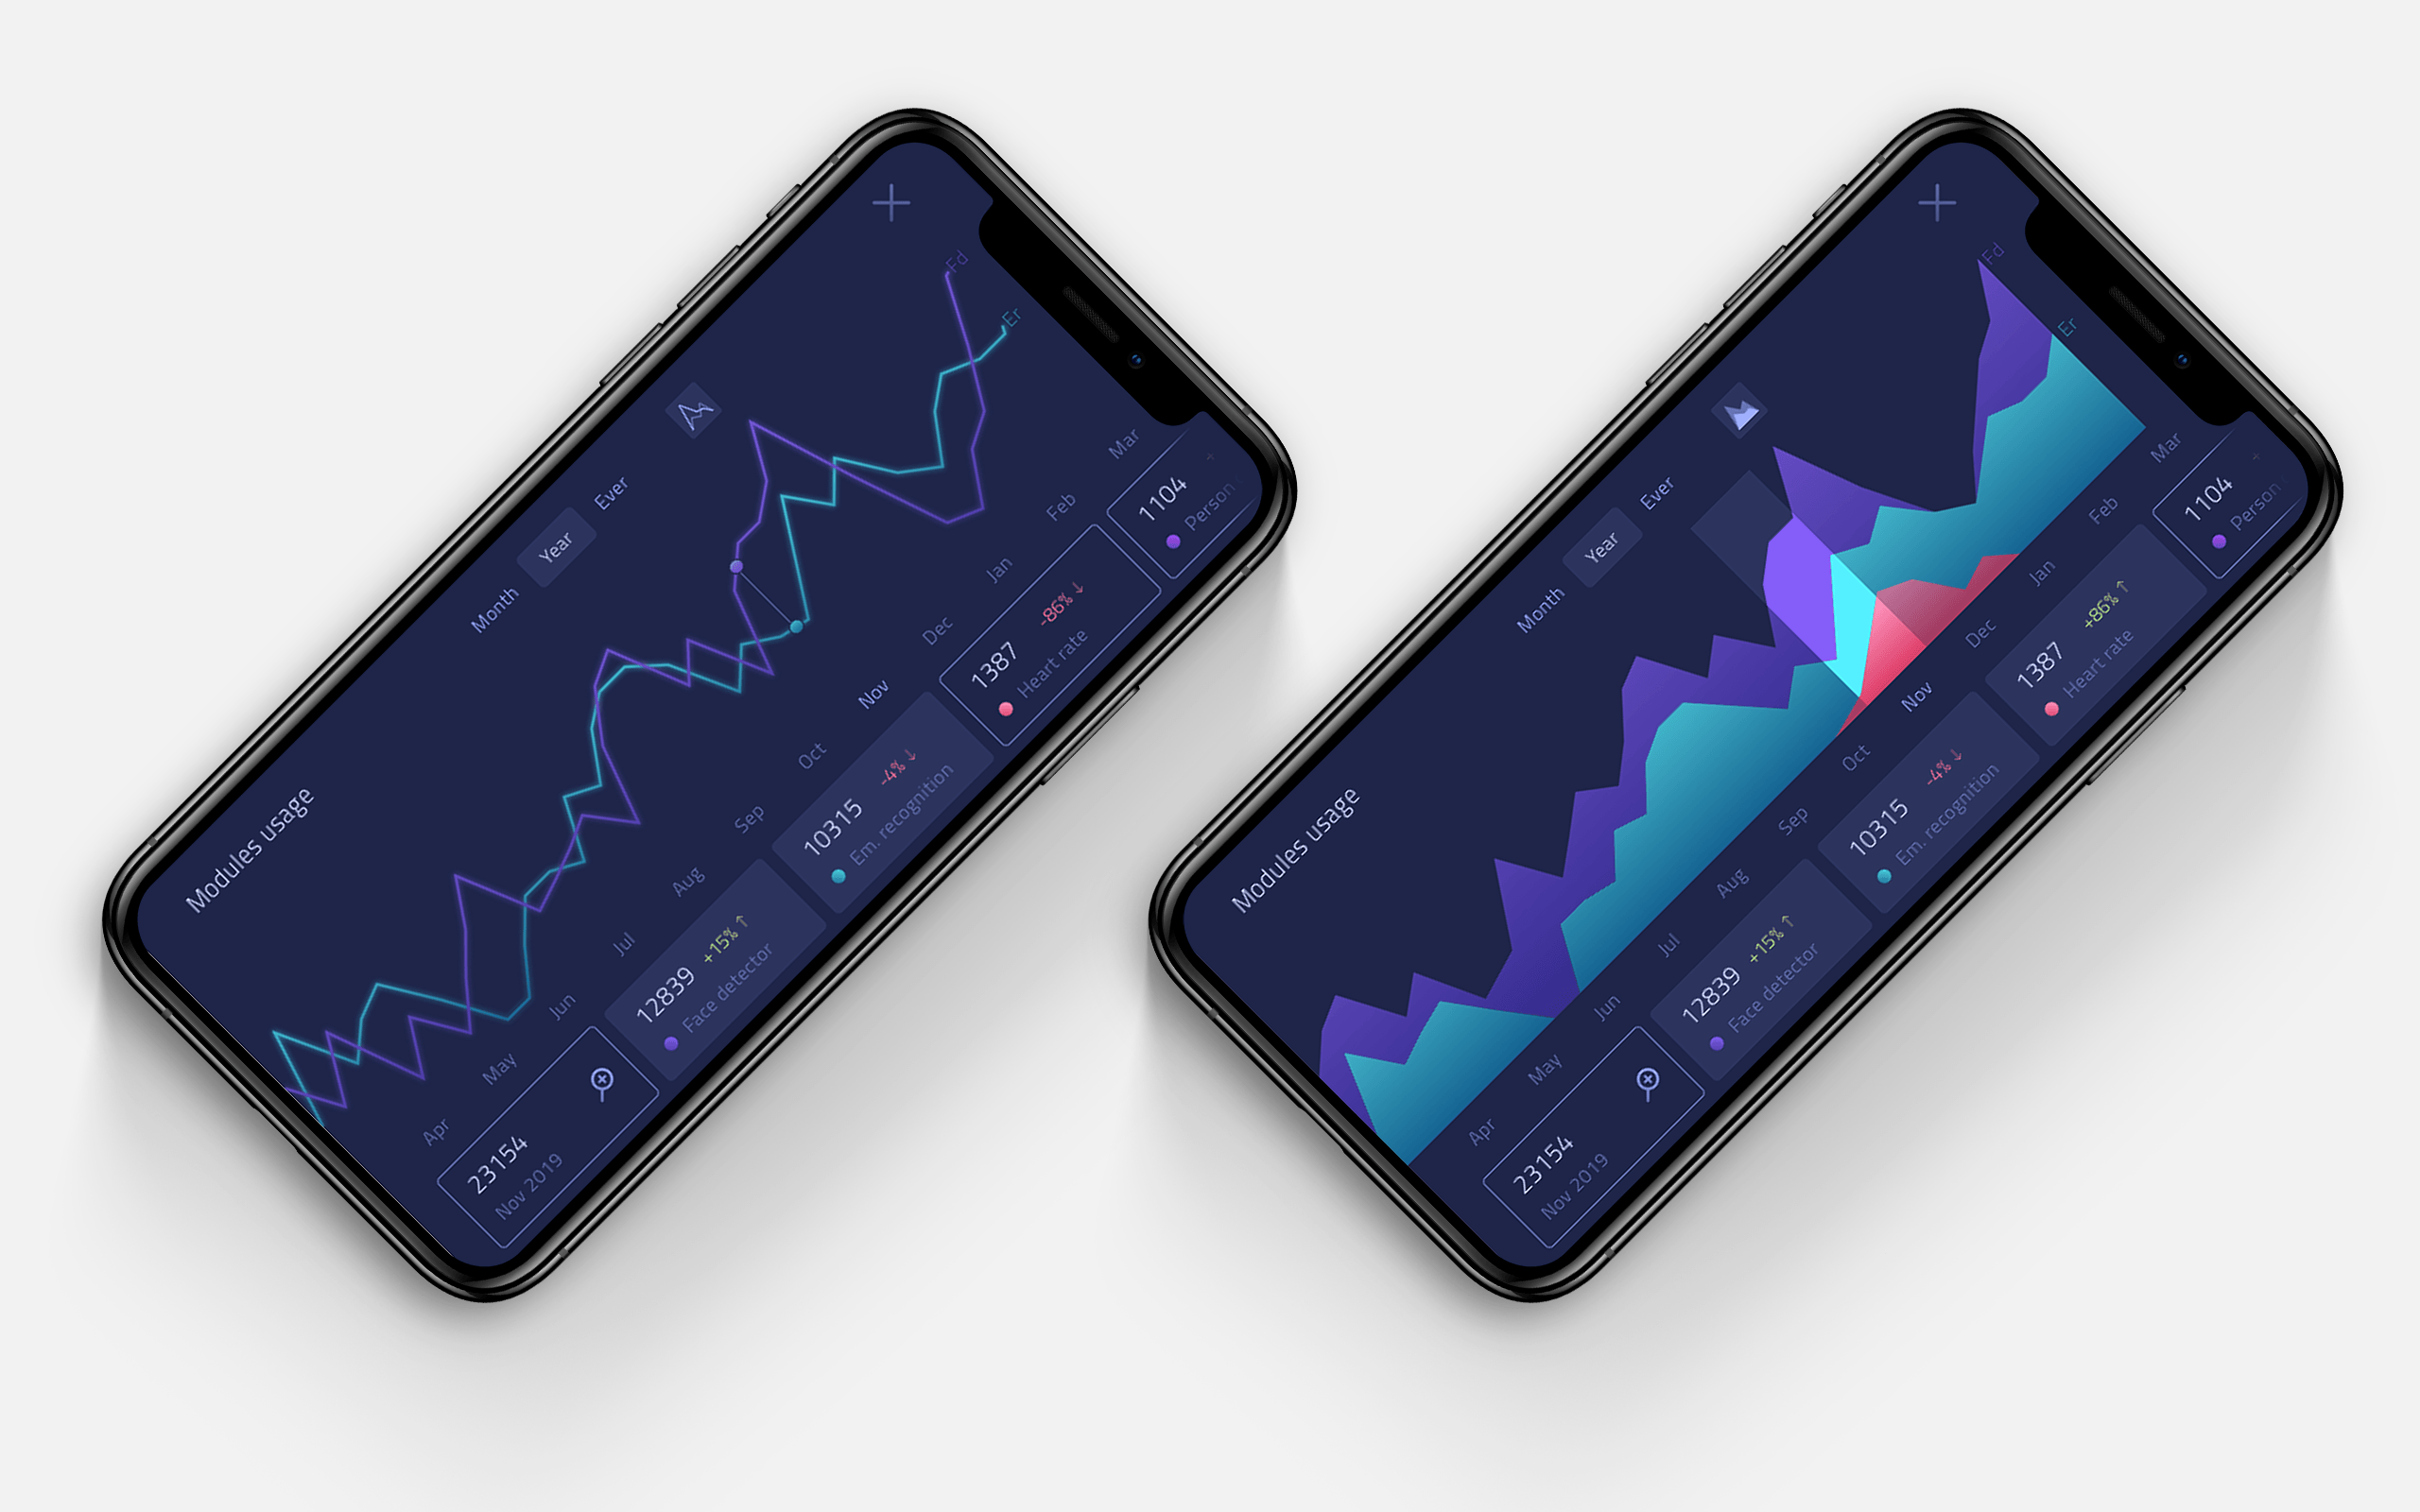 Modules usage
Month
Year
Ever
Fd
Er
Apr
May
Jun
Jul
Aug
Sep
Oct
Nov
Dec
Jan
Feb
Mar
23154
Nov 2019
12839 +15% ↑
Face detector
10315 -4% ↓
Em. recognition
1387 -86% ↓
Heart rate
1104 +
Person
Modules usage
Month
Year
Ever
Fd
Er
Apr
May
Jun
Jul
Aug
Sep
Oct
Nov
Dec
Jan
Feb
Mar
23154
Nov 2019
12839 +15% ↑
Face detector
10315 -4% ↓
Em. recognition
1387 +86% ↑
Heart rate
1104 +
Person